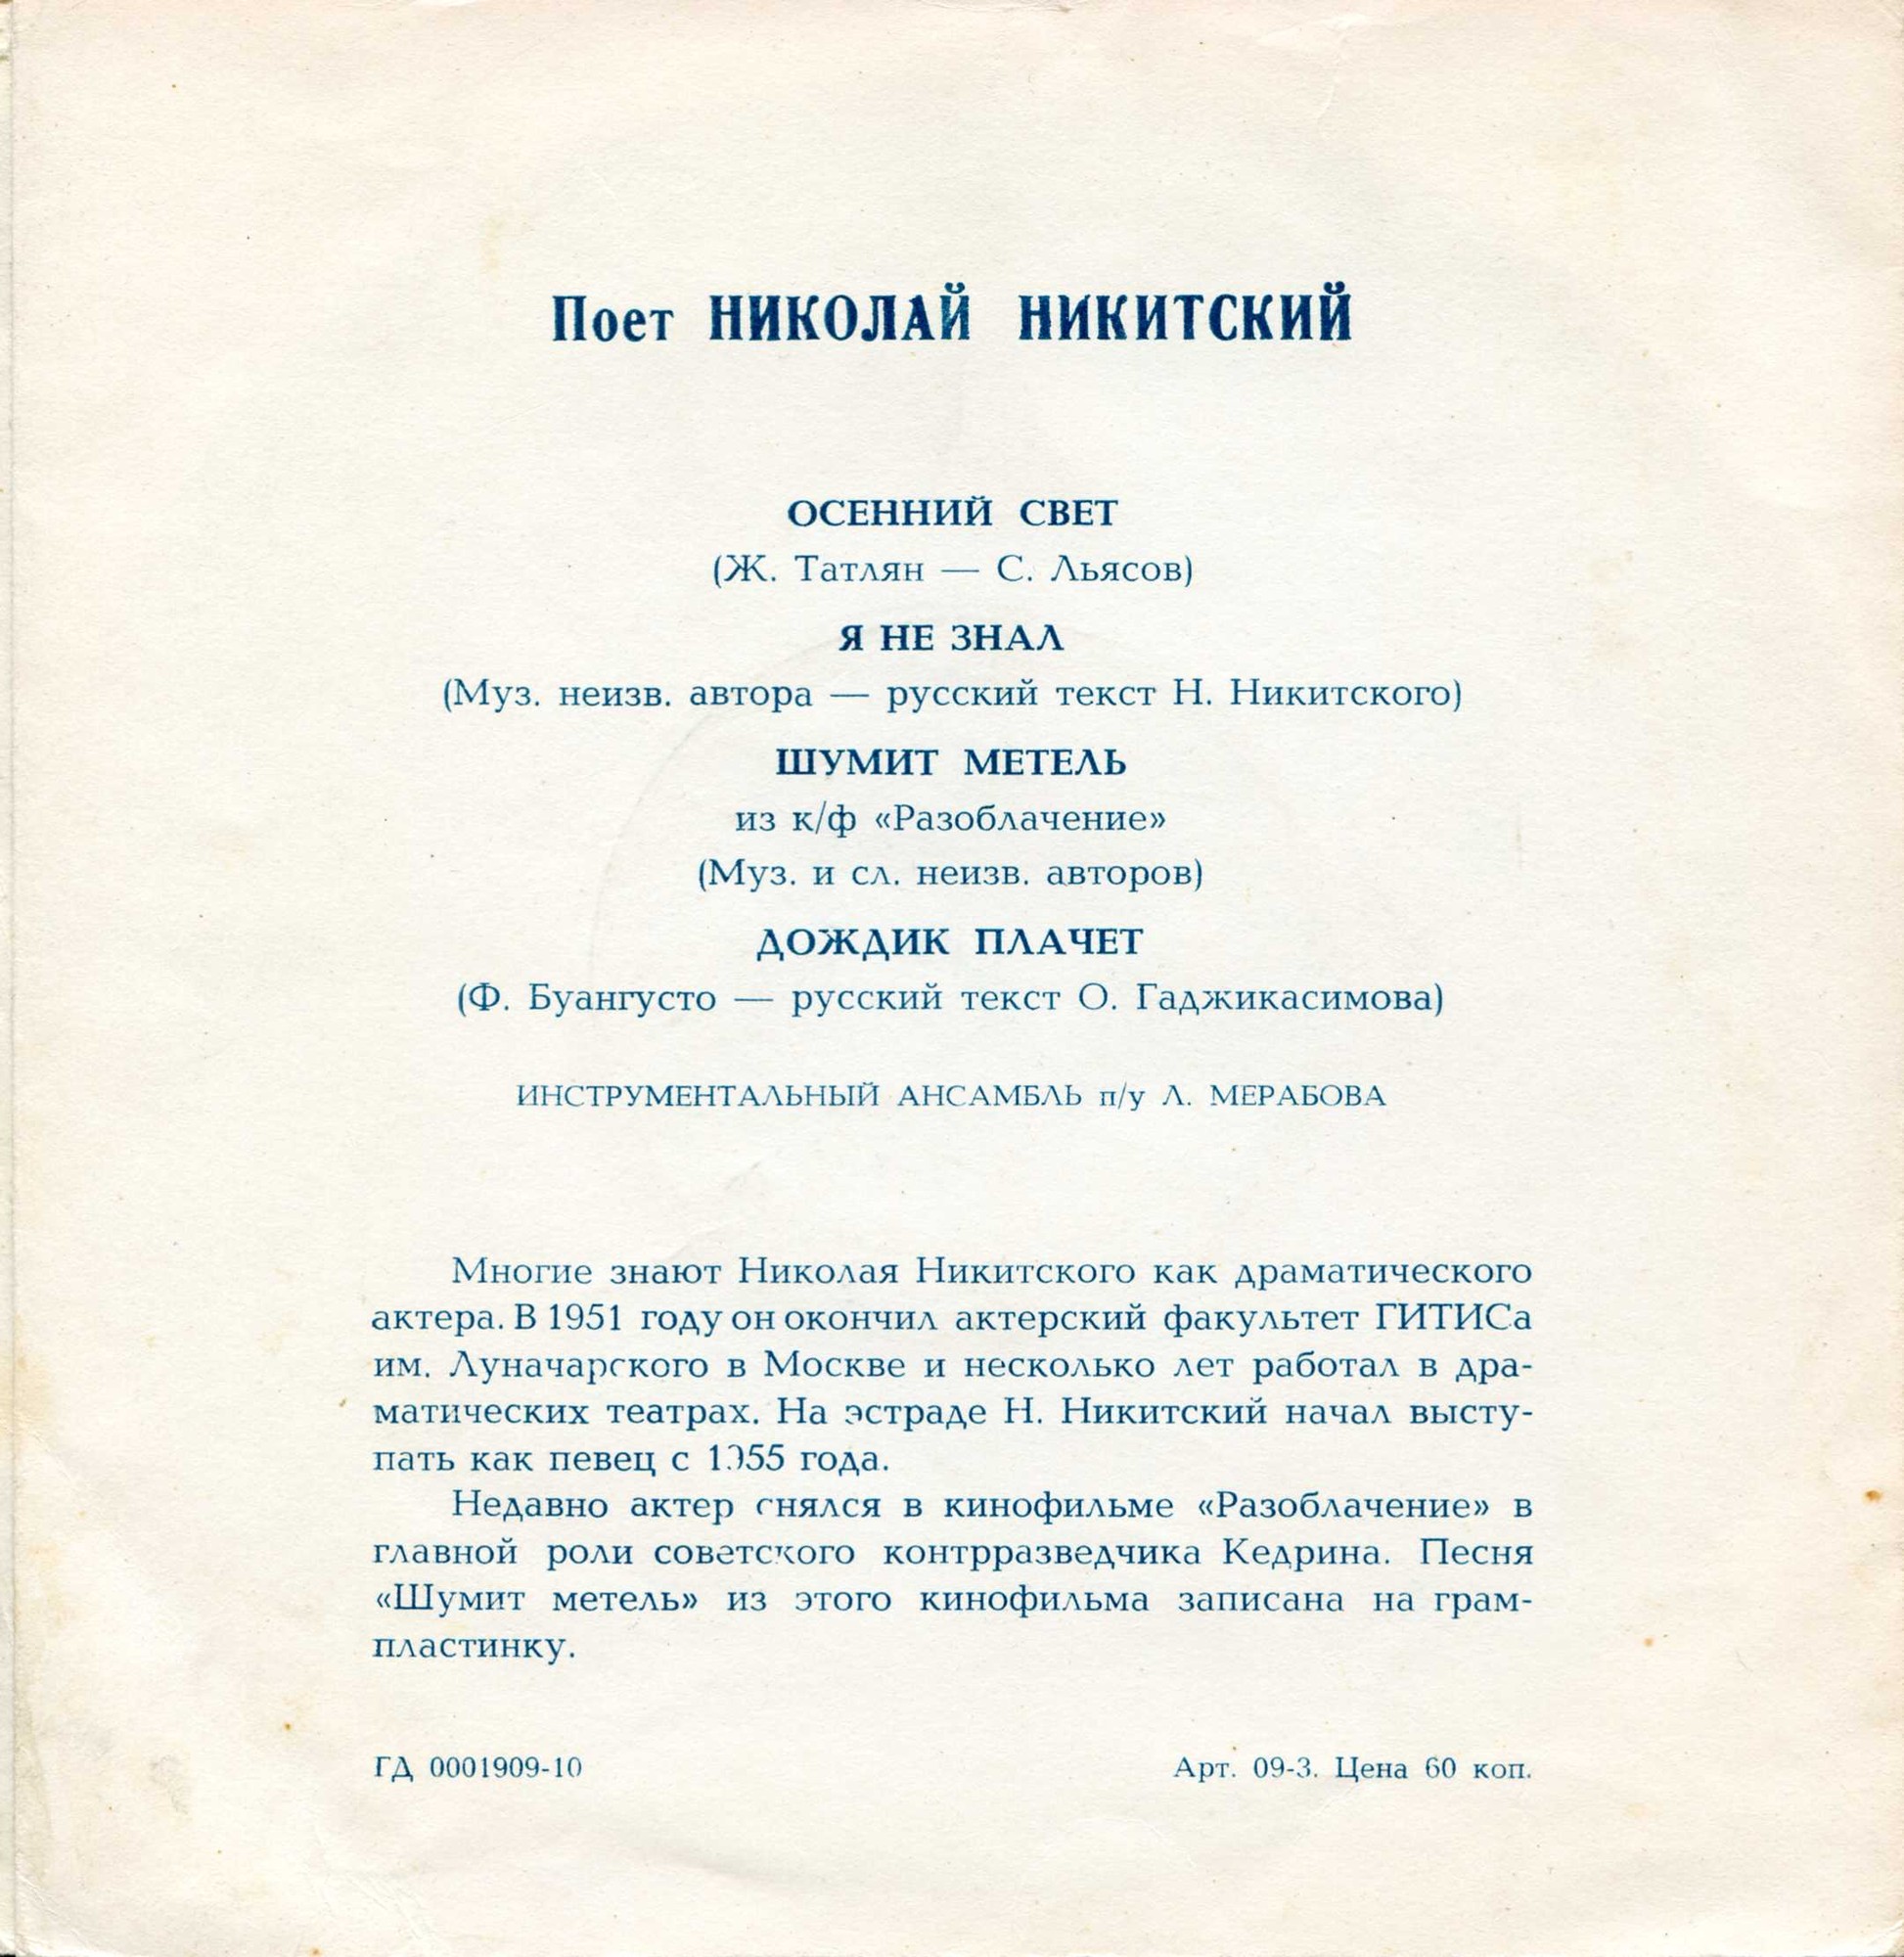 Поет НИКОЛАЙ НИКИТСКИЙ
ОСЕННИЙ СВЕТ
(Ж. Татлян — С. Льясов)
Я НЕ ЗНАЛ
(Муз. неизв. автора — русский текст Н. Никитского)
ШУМИТ МЕТЕЛЬ
из к/ф «Разоблачение»
(Муз. и сл. неизв. авторов)
ДОЖДИК ПЛАЧЕТ
(Ф. Буангусто — русский текст О. Гаджикасимова)
ИНСТРУМЕНТАЛЬНЫЙ АНСАМБЛЬ п/у Л. МЕРАБОВА
Многие знают Николая Никитского как драматического
актера. В 1951 году он окончил актерский факультет ГИТИСа
им. Луначарского в Москве и несколько лет работал в дра-
матических театрах. На эстраде Н. Никитский начал высту-
пать как певец с 1955 года.
Недавно актер снялся в кинофильме «Разоблачение» в
главной роли советского контрразведчика Кедрина. Песня
«Шумит метель» из этого кинофильма записана на грам-
пластинку.
ГД 0001909-10
Арт. 09-3. Цена 60 коп.